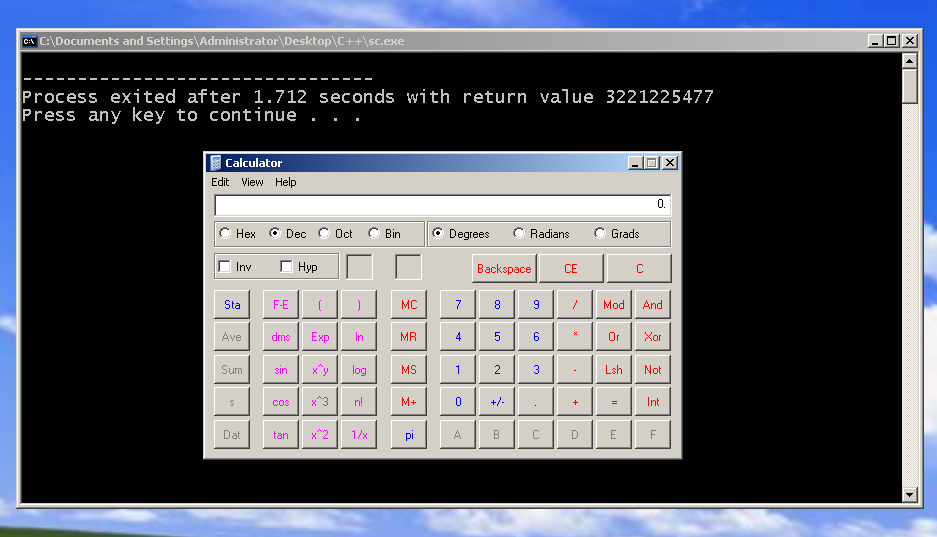 C:\Documents and Settings\Administrator\Desktop\C++\sc.exe
--------------------------------
Process exited after 1.712 seconds with return value 3221225477
Press any key to continue . . .
Calculator
Edit View Help
0.
Hex Dec Oct Bin Degrees Radians Grads
Inv Hyp Backspace CE C
Sta F-E ( ) MC 7 8 9 / Mod And
Ave dms Exp ln MR 4 5 6 * Or Xor
Sum sin x^y log MS 1 2 3 - Lsh Not
s cos x^3 n! M+ 0 +/- . + = Int
Dat tan x^2 1/x pi A B C D E F